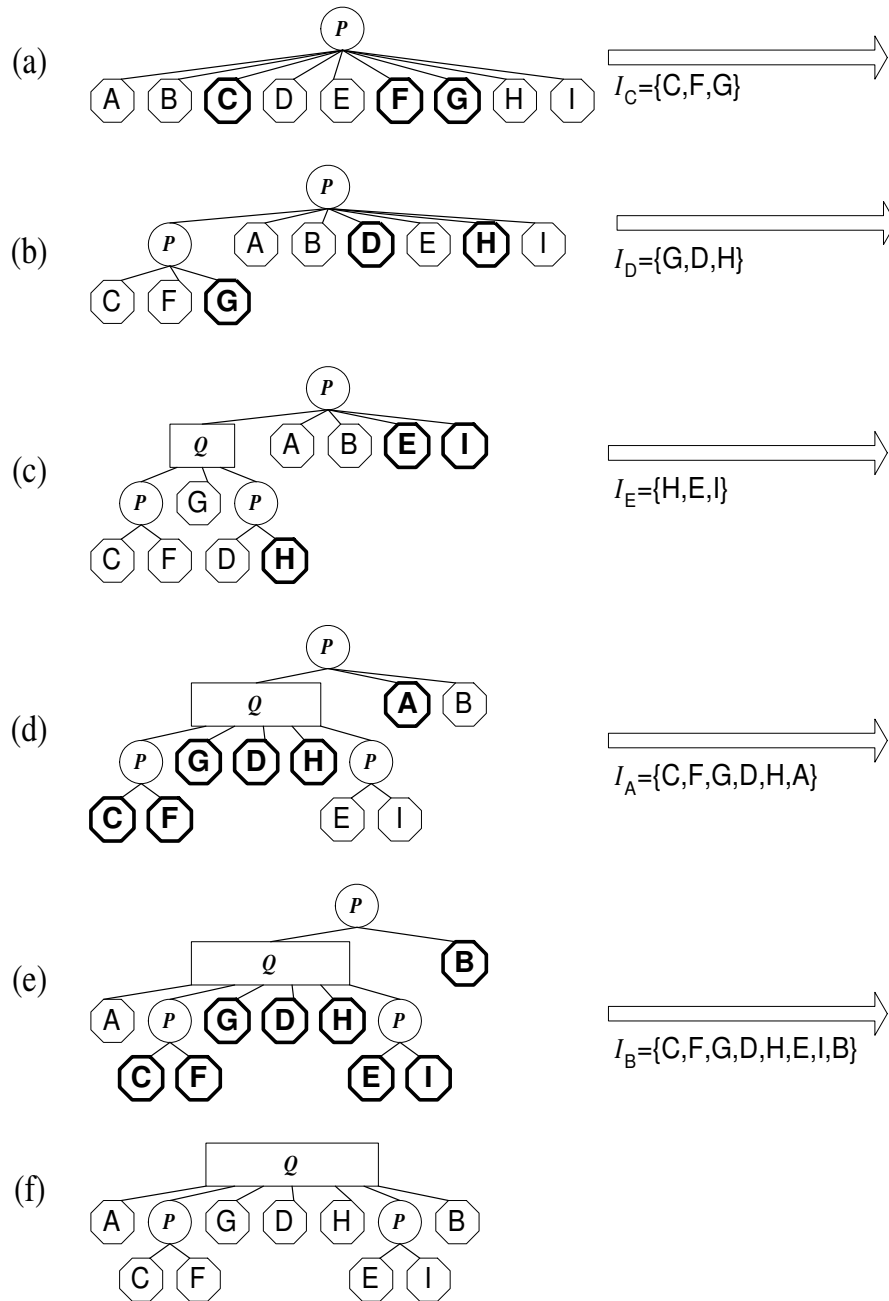 P
(a)
A B C D E F G H I
I_C={C,F,G}
P
(b)
P A B D E H I
C F G
I_D={G,D,H}
P
(c)
Q A B E I
P G P
C F D H
I_E={H,E,I}
P
(d)
Q A B
P G D H P
C F E I
I_A={C,F,G,D,H,A}
P
(e)
Q B
A P G D H P
C F E I
I_B={C,F,G,D,H,E,I,B}
Q
(f)
A P G D H P B
C F E I